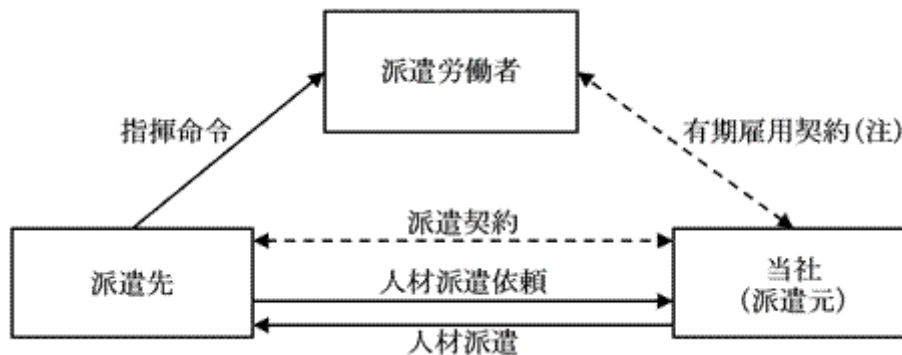 派遣労働者
指揮命令
有期雇用契約(注)
派遣契約
派遣先
人材派遣依頼
当社
(派遣元)
人材派遣